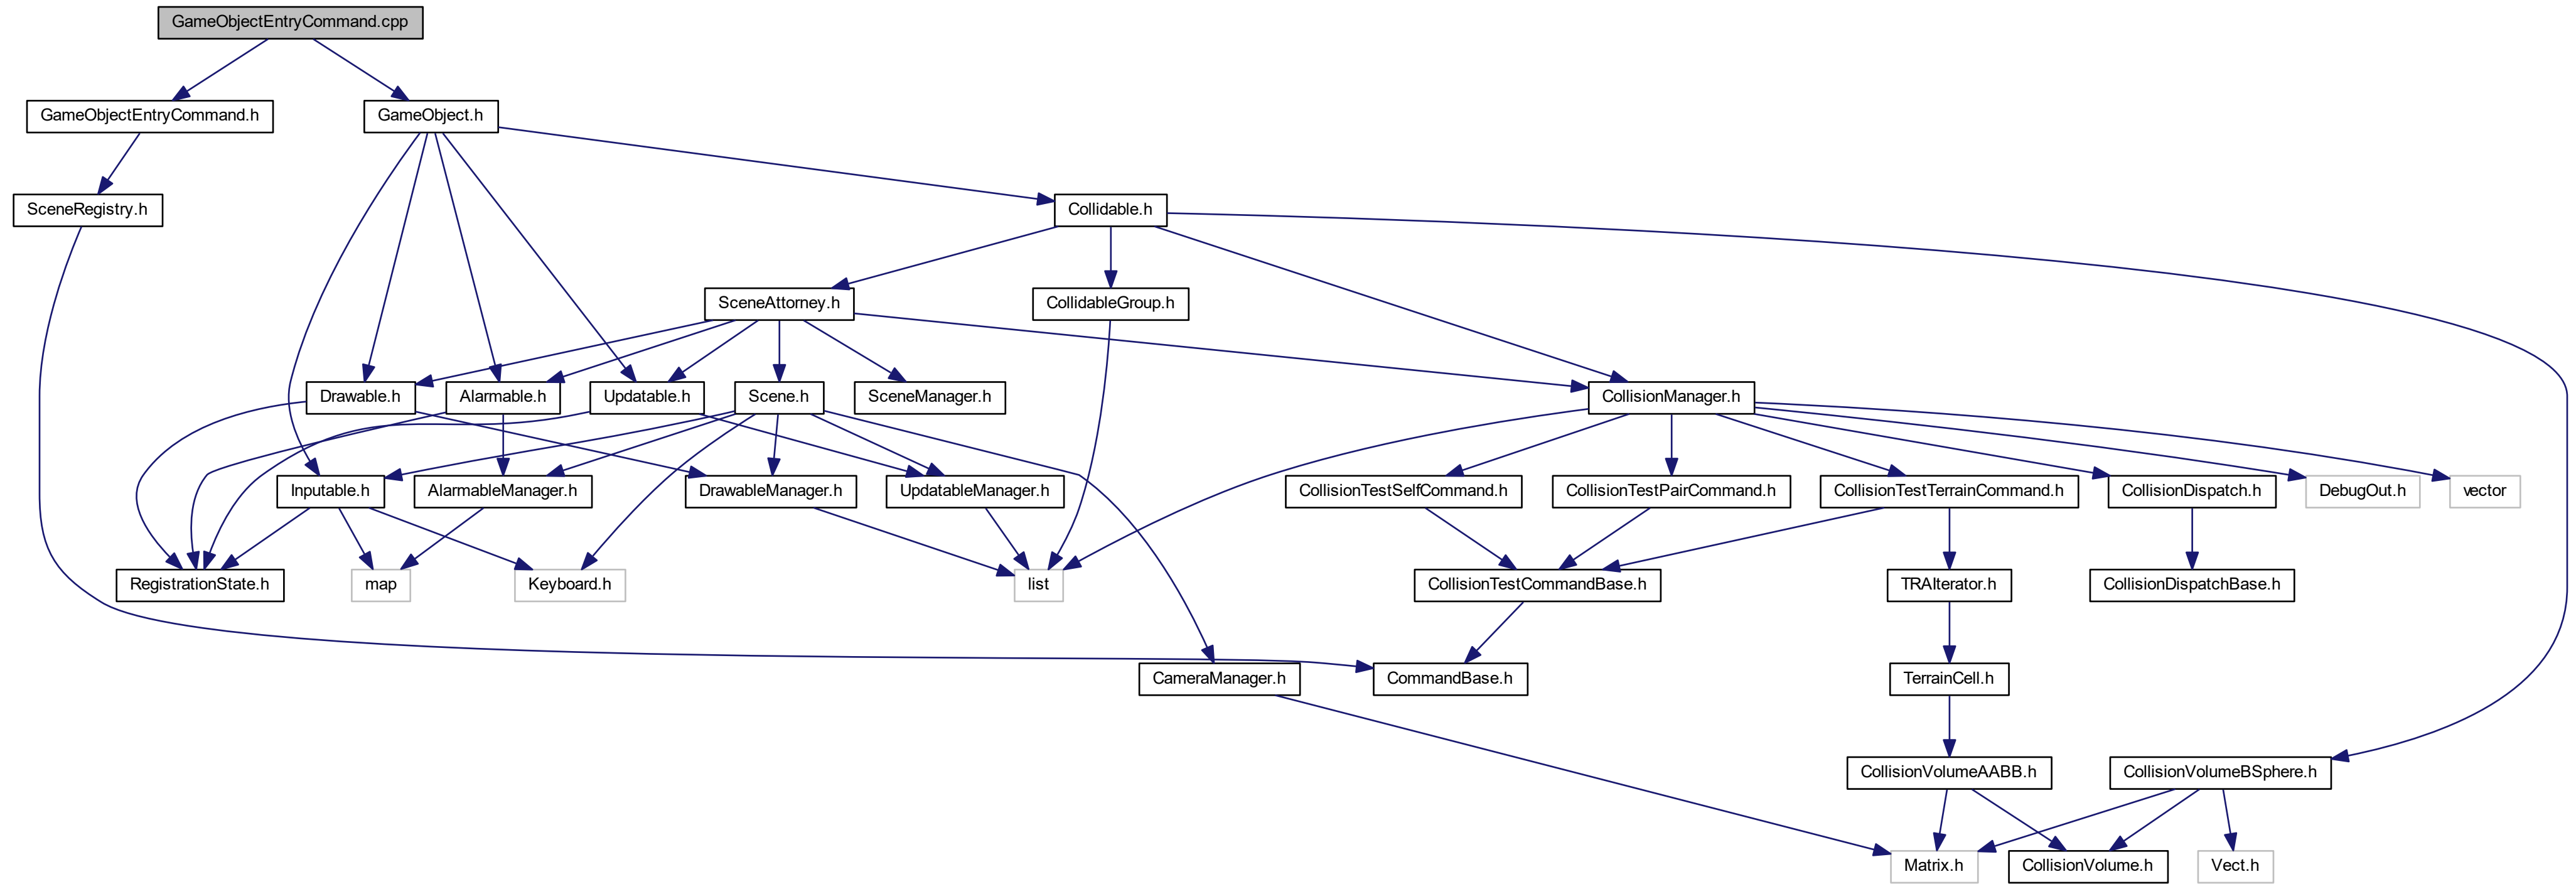 GameObjectEntryCommand.cpp
GameObjectEntryCommand.h
GameObject.h
SceneRegistry.h
Collidable.h
SceneAttorney.h
CollidableGroup.h
Drawable.h
Alarmable.h
Updatable.h
Scene.h
SceneManager.h
CollisionManager.h
Inputable.h
AlarmableManager.h
DrawableManager.h
UpdatableManager.h
CollisionTestSelfCommand.h
CollisionTestPairCommand.h
CollisionTestTerrainCommand.h
CollisionDispatch.h
DebugOut.h
vector
RegistrationState.h
map
Keyboard.h
list
CollisionTestCommandBase.h
TRAIterator.h
CollisionDispatchBase.h
CameraManager.h
CommandBase.h
TerrainCell.h
CollisionVolumeAABB.h
CollisionVolumeBSphere.h
Matrix.h
CollisionVolume.h
Vect.h